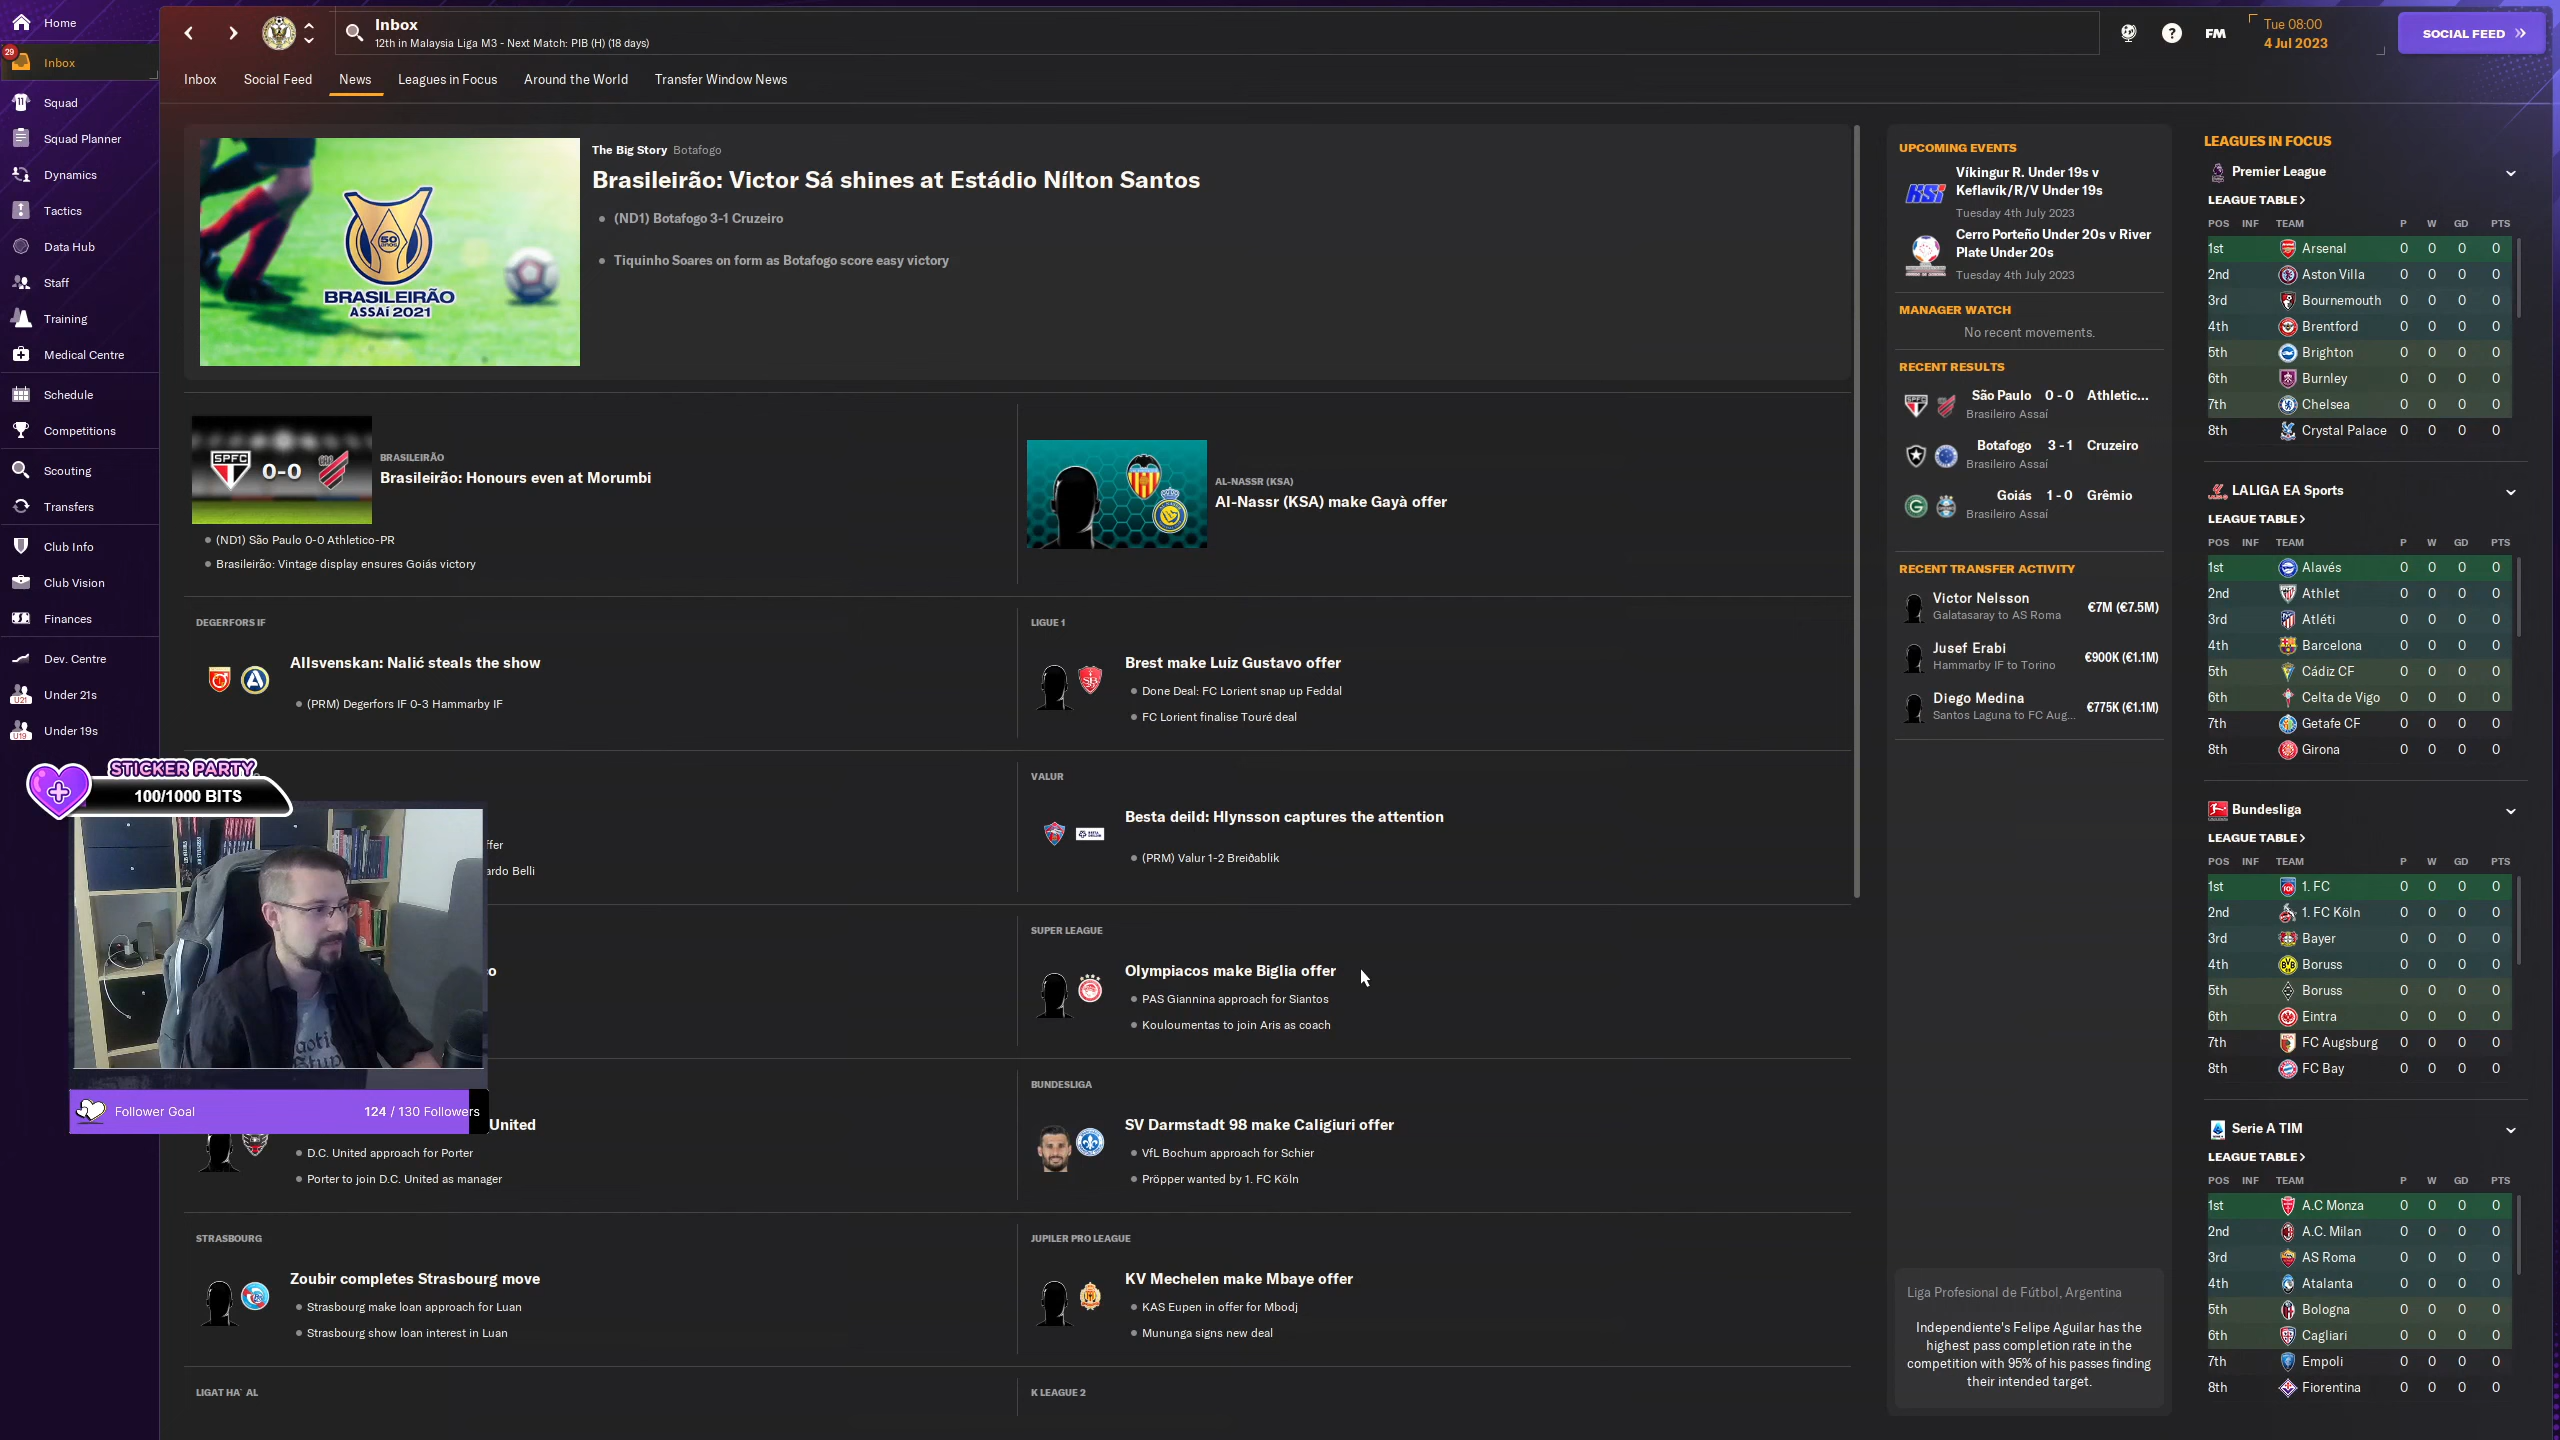 Home
29
Inbox
Squad
Squad Planner
Dynamics
Tactics
Data Hub
Staff
Training
Medical Centre
Schedule
Competitions
Scouting
Transfers
Club Info
Club Vision
Finances
Dev. Centre
U21
Under 21s
U19
Under 19s
Inbox
12th in Malaysia Liga M3 - Next Match: PIB (H) (18 days)
FM
Tue 08:00
4 Jul 2023
SOCIAL FEED
Inbox Social Feed News Leagues in Focus Around the World Transfer Window News
BRASILEIRÃO
ASSAÍ 2021
The Big Story Botafogo
Brasileirão: Victor Sá shines at Estádio Nílton Santos
(ND1) Botafogo 3-1 Cruzeiro
Tiquinho Soares on form as Botafogo score easy victory
SPFC 0-0
BRASILEIRÃO
Brasileirão: Honours even at Morumbi
(ND1) São Paulo 0-0 Athletico-PR
Brasileirão: Vintage display ensures Goiás victory
AL-NASSR (KSA)
Al-Nassr (KSA) make Gayà offer
DEGERFORS IF
Allsvenskan: Nalić steals the show
(PRM) Degerfors IF 0-3 Hammarby IF
LIGUE 1
Brest make Luiz Gustavo offer
Done Deal: FC Lorient snap up Feddal
FC Lorient finalise Touré deal
VALUR
Besta deild: Hlynsson captures the attention
(PRM) Valur 1-2 Breiðablik
SUPER LEAGUE
Olympiacos make Biglia offer
PAS Giannina approach for Siantos
Kouloumentas to join Aris as coach
United
D.C. United approach for Porter
Porter to join D.C. United as manager
BUNDESLIGA
SV Darmstadt 98 make Caligiuri offer
VfL Bochum approach for Schier
Pröpper wanted by 1. FC Köln
STRASBOURG
Zoubir completes Strasbourg move
Strasbourg make loan approach for Luan
Strasbourg show loan interest in Luan
JUPILER PRO LEAGUE
KV Mechelen make Mbaye offer
KAS Eupen in offer for Mbodj
Mununga signs new deal
LIGAT HA`AL
K LEAGUE 2
STICKER PARTY
100/1000 BITS
Follower Goal 124 / 130 Followers
UPCOMING EVENTS
KSÍ
Víkingur R. Under 19s v
Keflavík/R/V Under 19s
Tuesday 4th July 2023
Cerro Porteño Under 20s v River
Plate Under 20s
Tuesday 4th July 2023
MANAGER WATCH
No recent movements.
RECENT RESULTS
São Paulo 0 - 0 Athletic...
Brasileiro Assaí
Botafogo 3 - 1 Cruzeiro
Brasileiro Assaí
Goiás 1 - 0 Grêmio
Brasileiro Assaí
RECENT TRANSFER ACTIVITY
Victor Nelsson
Galatasaray to AS Roma
€7M (€7.5M)
Jusef Erabi
Hammarby IF to Torino
€900K (€1.1M)
Diego Medina
Santos Laguna to FC Aug...
€775K (€1.1M)
Liga Profesional de Fútbol, Argentina
Independiente's Felipe Aguilar has the
highest pass completion rate in the
competition with 95% of his passes finding
their intended target.
LEAGUES IN FOCUS
Premier League
LEAGUE TABLE
POS INF TEAM P W GD PTS
1st Arsenal 0 0 0 0
2nd Aston Villa 0 0 0 0
3rd Bournemouth 0 0 0 0
4th Brentford 0 0 0 0
5th Brighton 0 0 0 0
6th Burnley 0 0 0 0
7th Chelsea 0 0 0 0
8th Crystal Palace 0 0 0 0
LALIGA EA Sports
LEAGUE TABLE
POS INF TEAM P W GD PTS
1st Alavés 0 0 0 0
2nd Athlet 0 0 0 0
3rd Atléti 0 0 0 0
4th Barcelona 0 0 0 0
5th Cádiz CF 0 0 0 0
6th Celta de Vigo 0 0 0 0
7th Getafe CF 0 0 0 0
8th Girona 0 0 0 0
Bundesliga
LEAGUE TABLE
POS INF TEAM P W GD PTS
1st 1. FC 0 0 0 0
2nd 1. FC Köln 0 0 0 0
3rd Bayer 0 0 0 0
4th Boruss 0 0 0 0
5th Boruss 0 0 0 0
6th Eintra 0 0 0 0
7th FC Augsburg 0 0 0 0
8th FC Bay 0 0 0 0
Serie A TIM
LEAGUE TABLE
POS INF TEAM P W GD PTS
1st A.C Monza 0 0 0 0
2nd A.C. Milan 0 0 0 0
3rd AS Roma 0 0 0 0
4th Atalanta 0 0 0 0
5th Bologna 0 0 0 0
6th Cagliari 0 0 0 0
7th Empoli 0 0 0 0
8th Fiorentina 0 0 0 0